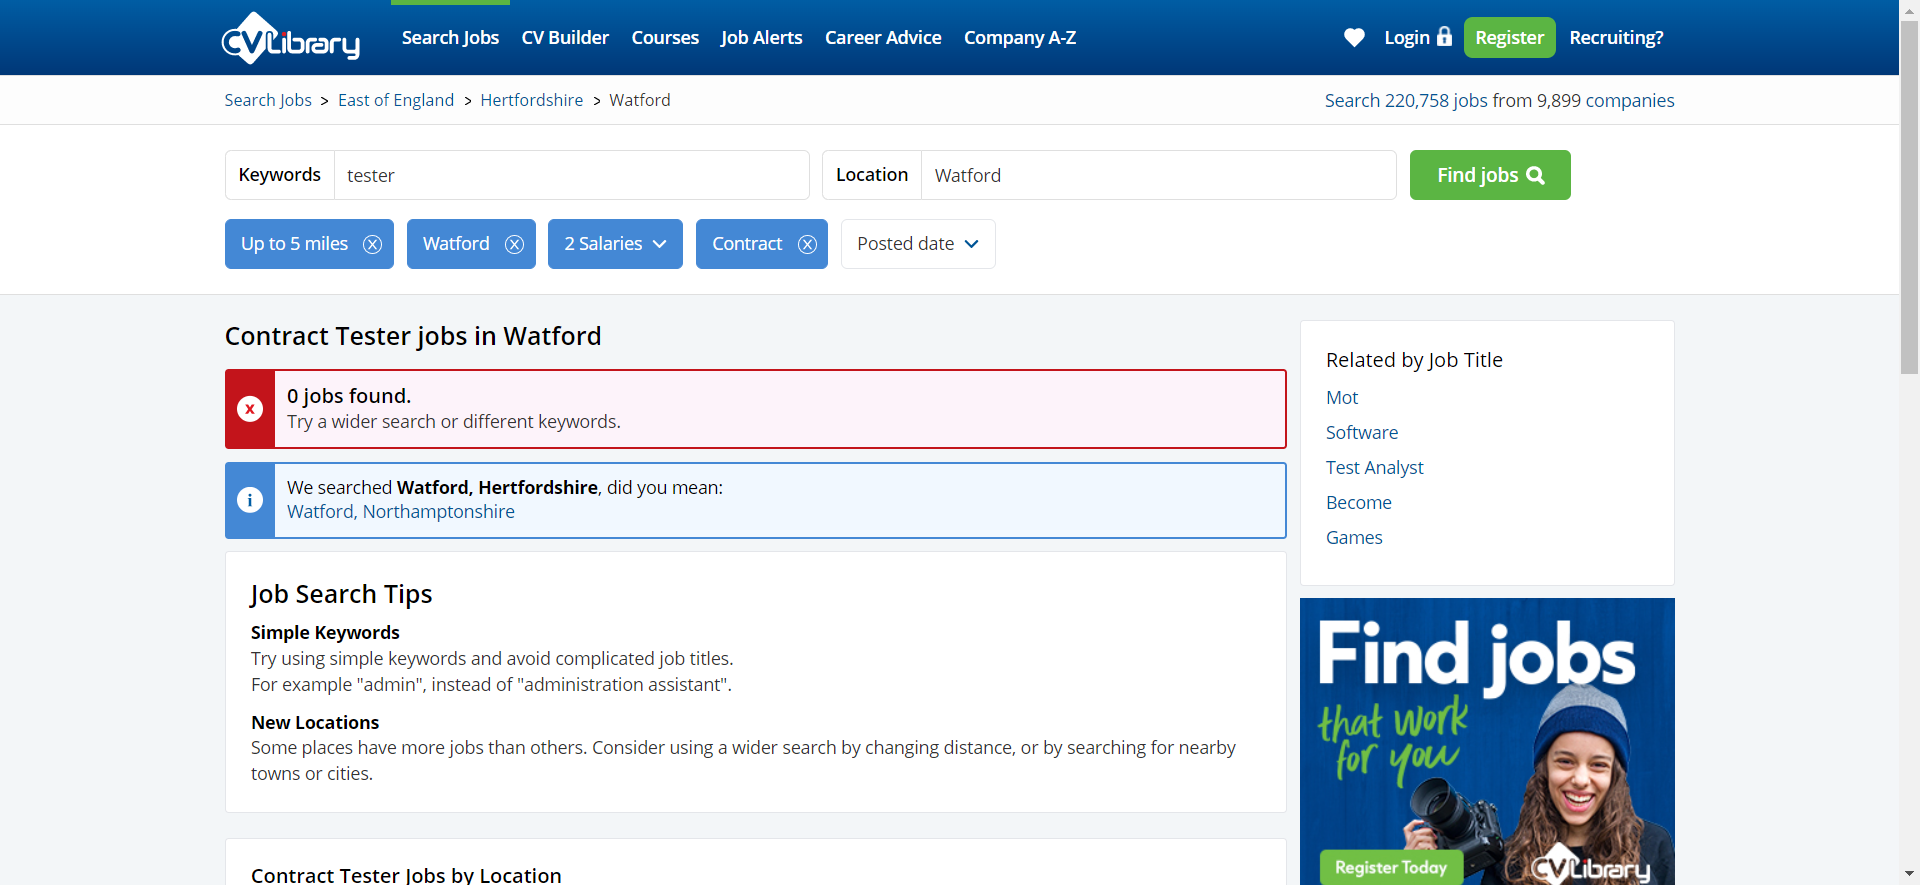 CVLibrary
Search Jobs CV Builder Courses Job Alerts Career Advice Company A-Z
Login Register Recruiting?
Search Jobs > East of England > Hertfordshire > Watford
Search 220,758 jobs from 9,899 companies
Keywords tester
Location Watford
Find jobs
Up to 5 miles
Watford
2 Salaries
Contract
Posted date
Contract Tester jobs in Watford
x
0 jobs found.
Try a wider search or different keywords.
i
We searched Watford, Hertfordshire, did you mean:
Watford, Northamptonshire
Job Search Tips
Simple Keywords
Try using simple keywords and avoid complicated job titles.
For example "admin", instead of "administration assistant".
New Locations
Some places have more jobs than others. Consider using a wider search by changing distance, or by searching for nearby
towns or cities.
Contract Tester Jobs by Location
Related by Job Title
Mot
Software
Test Analyst
Become
Games
Find jobs
that work
for you
Register Today
CVLibrary